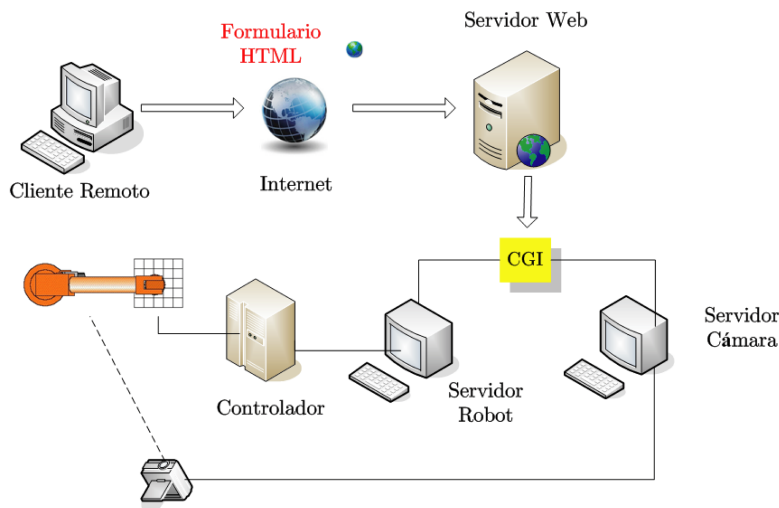 Servidor Web
Formulario
HTML
Cliente Remoto
Internet
CGI
Servidor
Cámara
Servidor
Robot
Controlador